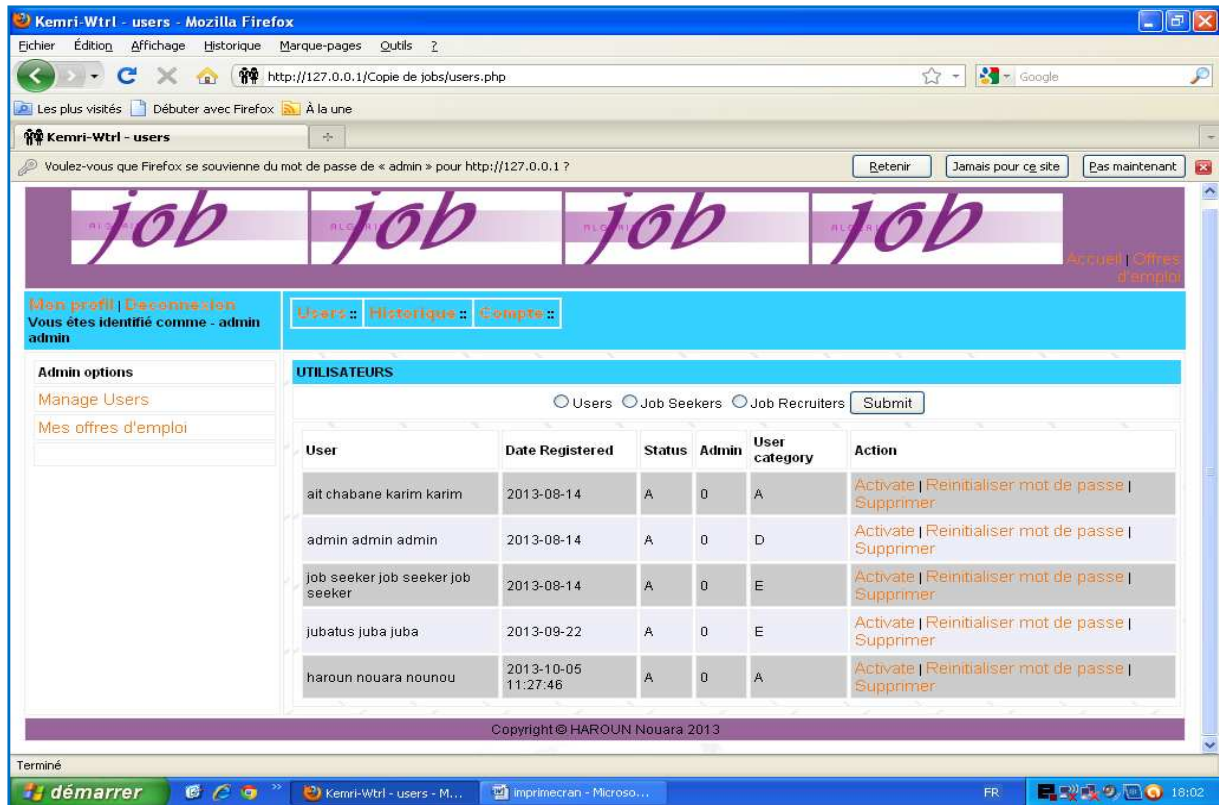 Kemri-Wtrl - users - Mozilla Firefox
Fichier Édition Affichage Historique Marque-pages Outils ?
http://127.0.0.1/Copie de jobs/users.php
Google
Les plus visités Débuter avec Firefox À la une
Kemri-Wtrl - users
Voulez-vous que Firefox se souvienne du mot de passe de « admin » pour http://127.0.0.1 ?
Retenir Jamais pour ce site Pas maintenant
job job job job
Accueil | Offres
d'emploi
Mon profil | Deconnexion
Vous êtes identifié comme - admin
admin
Users :: Historique :: Compte ::
Admin options
Manage Users
Mes offres d'emploi
UTILISATEURS
Users Job Seekers Job Recruiters Submit
User Date Registered Status Admin User category Action
ait chabane karim karim 2013-08-14 A 0 A Activate | Reinitialiser mot de passe |
Supprimer
admin admin admin 2013-08-14 A 0 D Activate | Reinitialiser mot de passe |
Supprimer
job seeker job seeker job
seeker 2013-08-14 A 0 E Activate | Reinitialiser mot de passe |
Supprimer
jubatus juba juba 2013-09-22 A 0 E Activate | Reinitialiser mot de passe |
Supprimer
haroun nouara nounou 2013-10-05
11:27:46 A 0 A Activate | Reinitialiser mot de passe |
Supprimer
Copyright © HAROUN Nouara 2013
Terminé
démarrer Kemri-Wtrl - users - M... imprimecran - Microso... FR 18:02